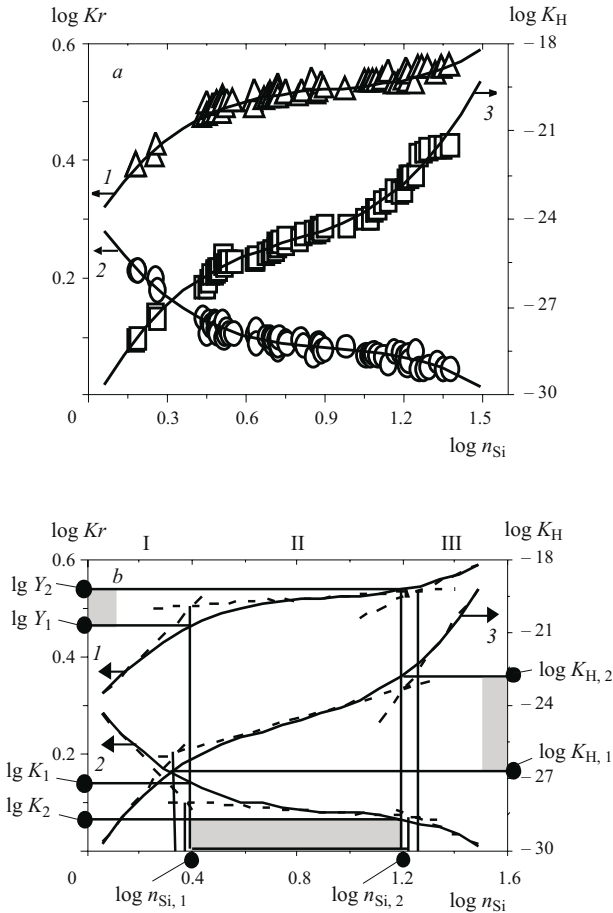 log Kr
log K_H
0.6
−18
a
−21
3
0.4
1
−24
2
0.2
−27
−30
0
0.3
0.6
0.9
1.2
1.5
log n_Si
log Kr
I
II
III
log K_H
0.6
−18
lg Y_2
b
lg Y_1
−21
3
1
0.4
log K_H, 2
−24
0.2
2
log K_H, 1
lg K_1
−27
lg K_2
−30
0
0.4
0.8
1.2
1.6
log n_Si, 1
log n_Si, 2
log n_Si